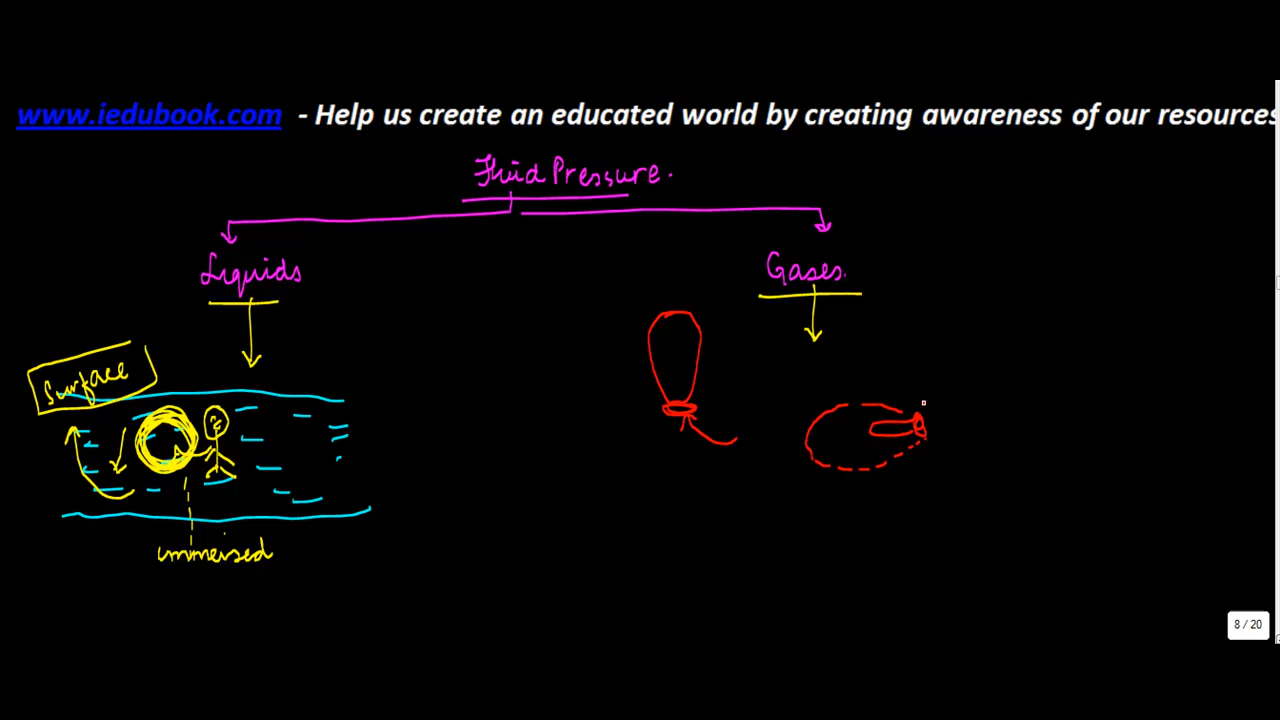 www.iedubook.com - Help us create an educated world by creating awareness of our resources
Fluid Pressure.
Liquids
Gases.
Surface
immersed
8 / 20